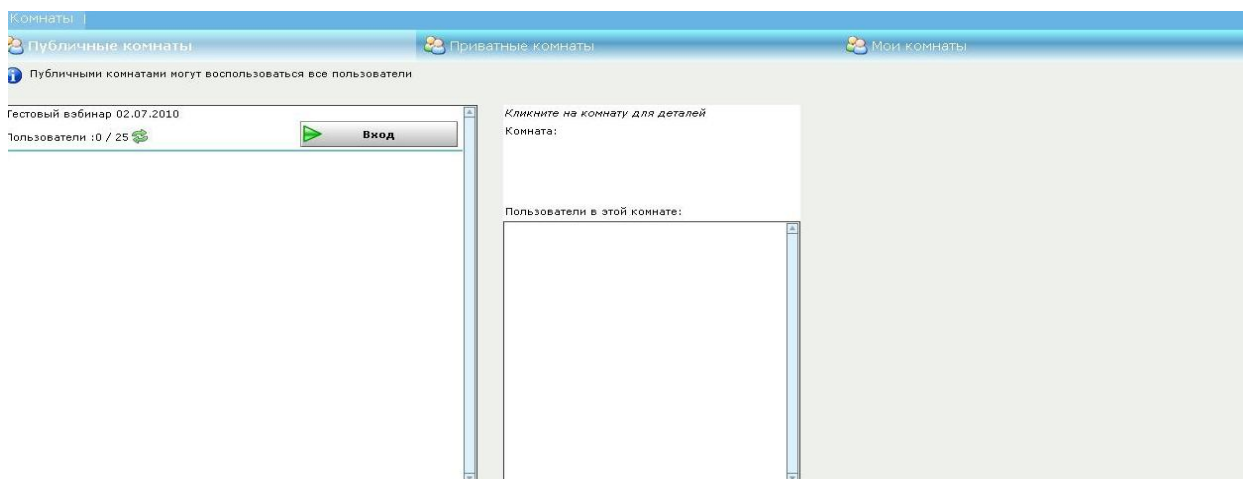 Комнаты |
Публичные комнаты
Приватные комнаты
Мои комнаты
Публичными комнатами могут воспользоваться все пользователи
Тестовый вэбинар 02.07.2010
Пользователи :0 / 25
Вход
Кликните на комнату для деталей
Комната:
Пользователи в этой комнате: